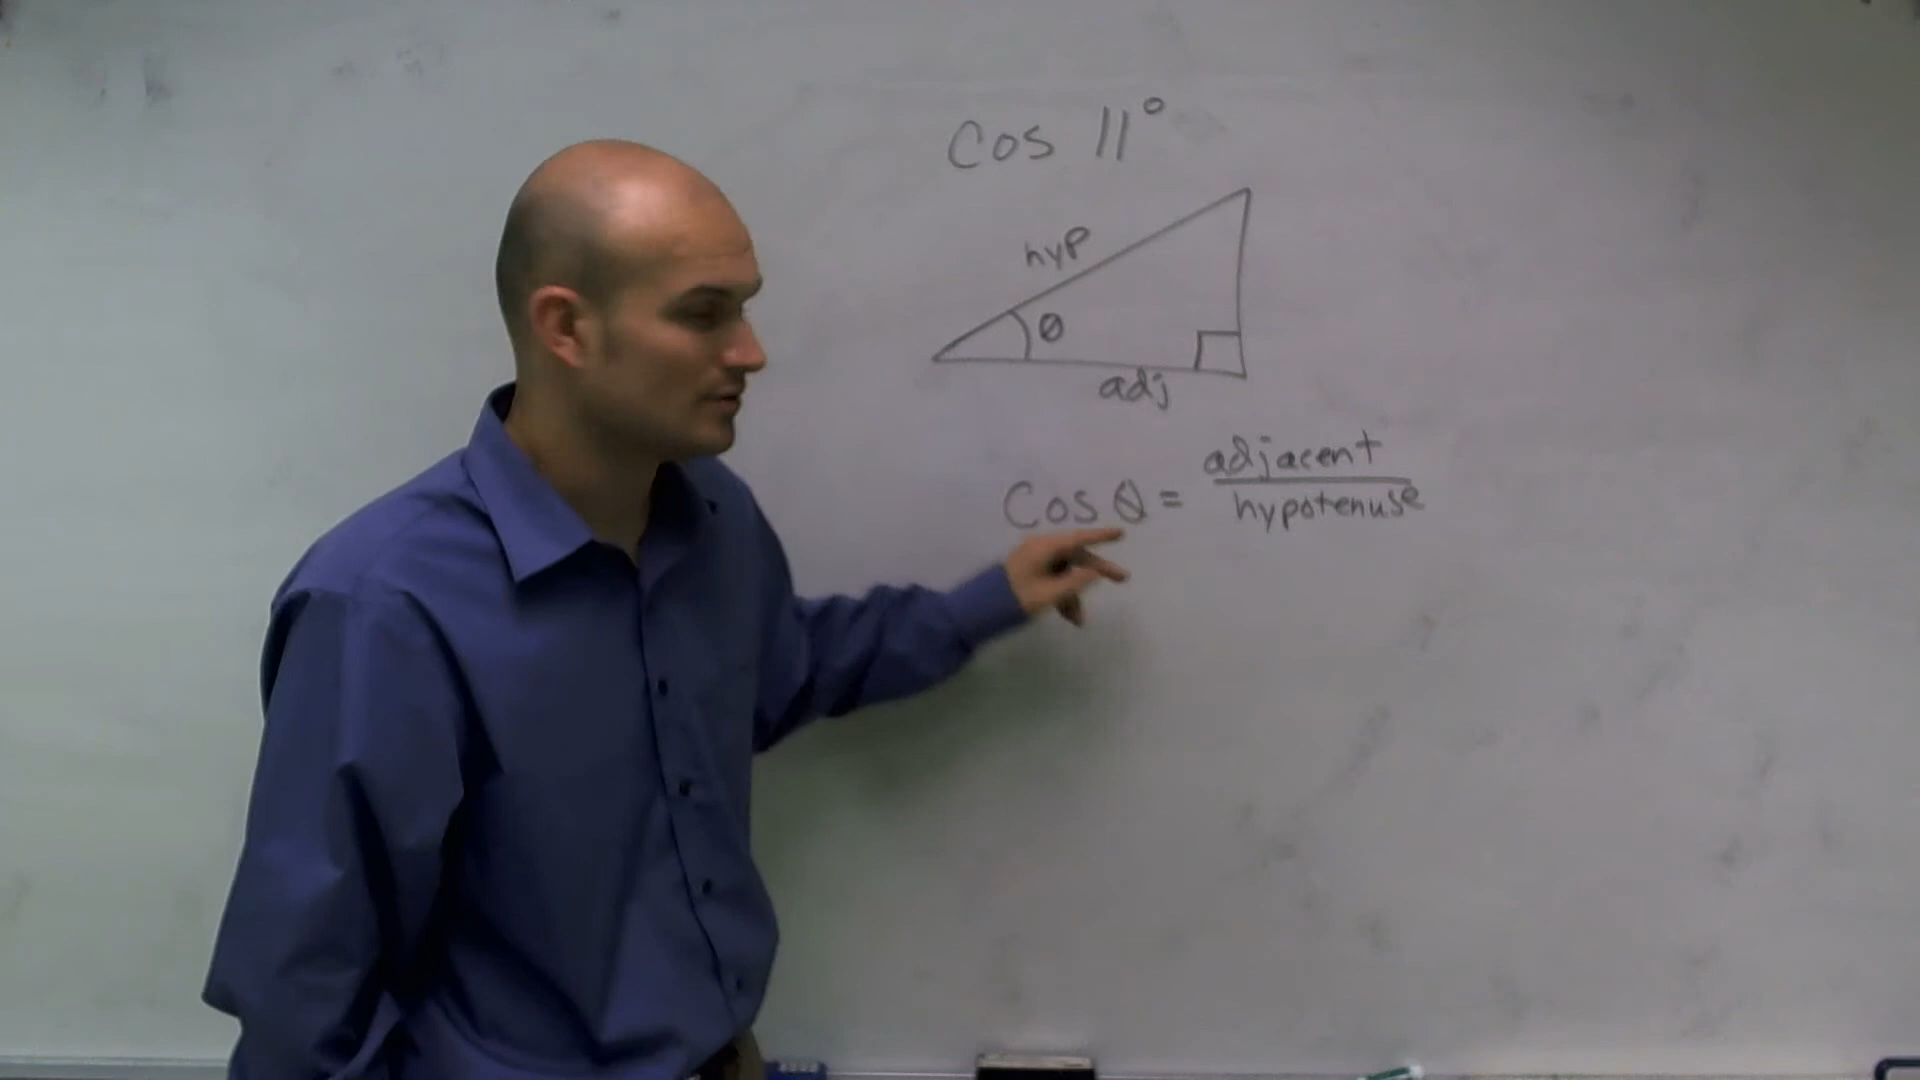 Cos 11°
hyp
θ
adj
Cos θ = adjacent / hypotenuse